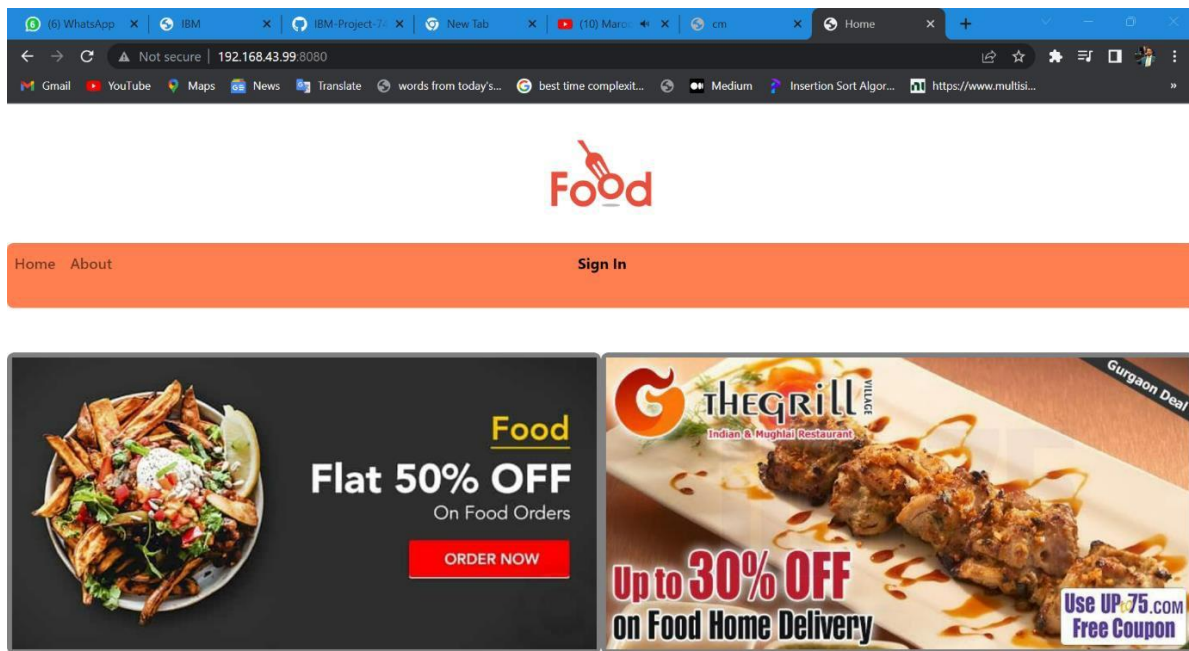 6 (6) WhatsApp
IBM
IBM-Project-74
New Tab
(10) Maroc
cm
Home
Not secure | 192.168.43.99:8080
Gmail YouTube Maps News Translate words from today's... best time complexit... Medium Insertion Sort Algor... https://www.multisi... »
Food
Home About Sign In
Food
Flat 50% OFF
On Food Orders
ORDER NOW
G THEGRILL VILLAGE
Indian & Mughlai Restaurant
Gurgaon Deal
Up to 30% OFF
on Food Home Delivery
Use UPto75.COM
Free Coupon